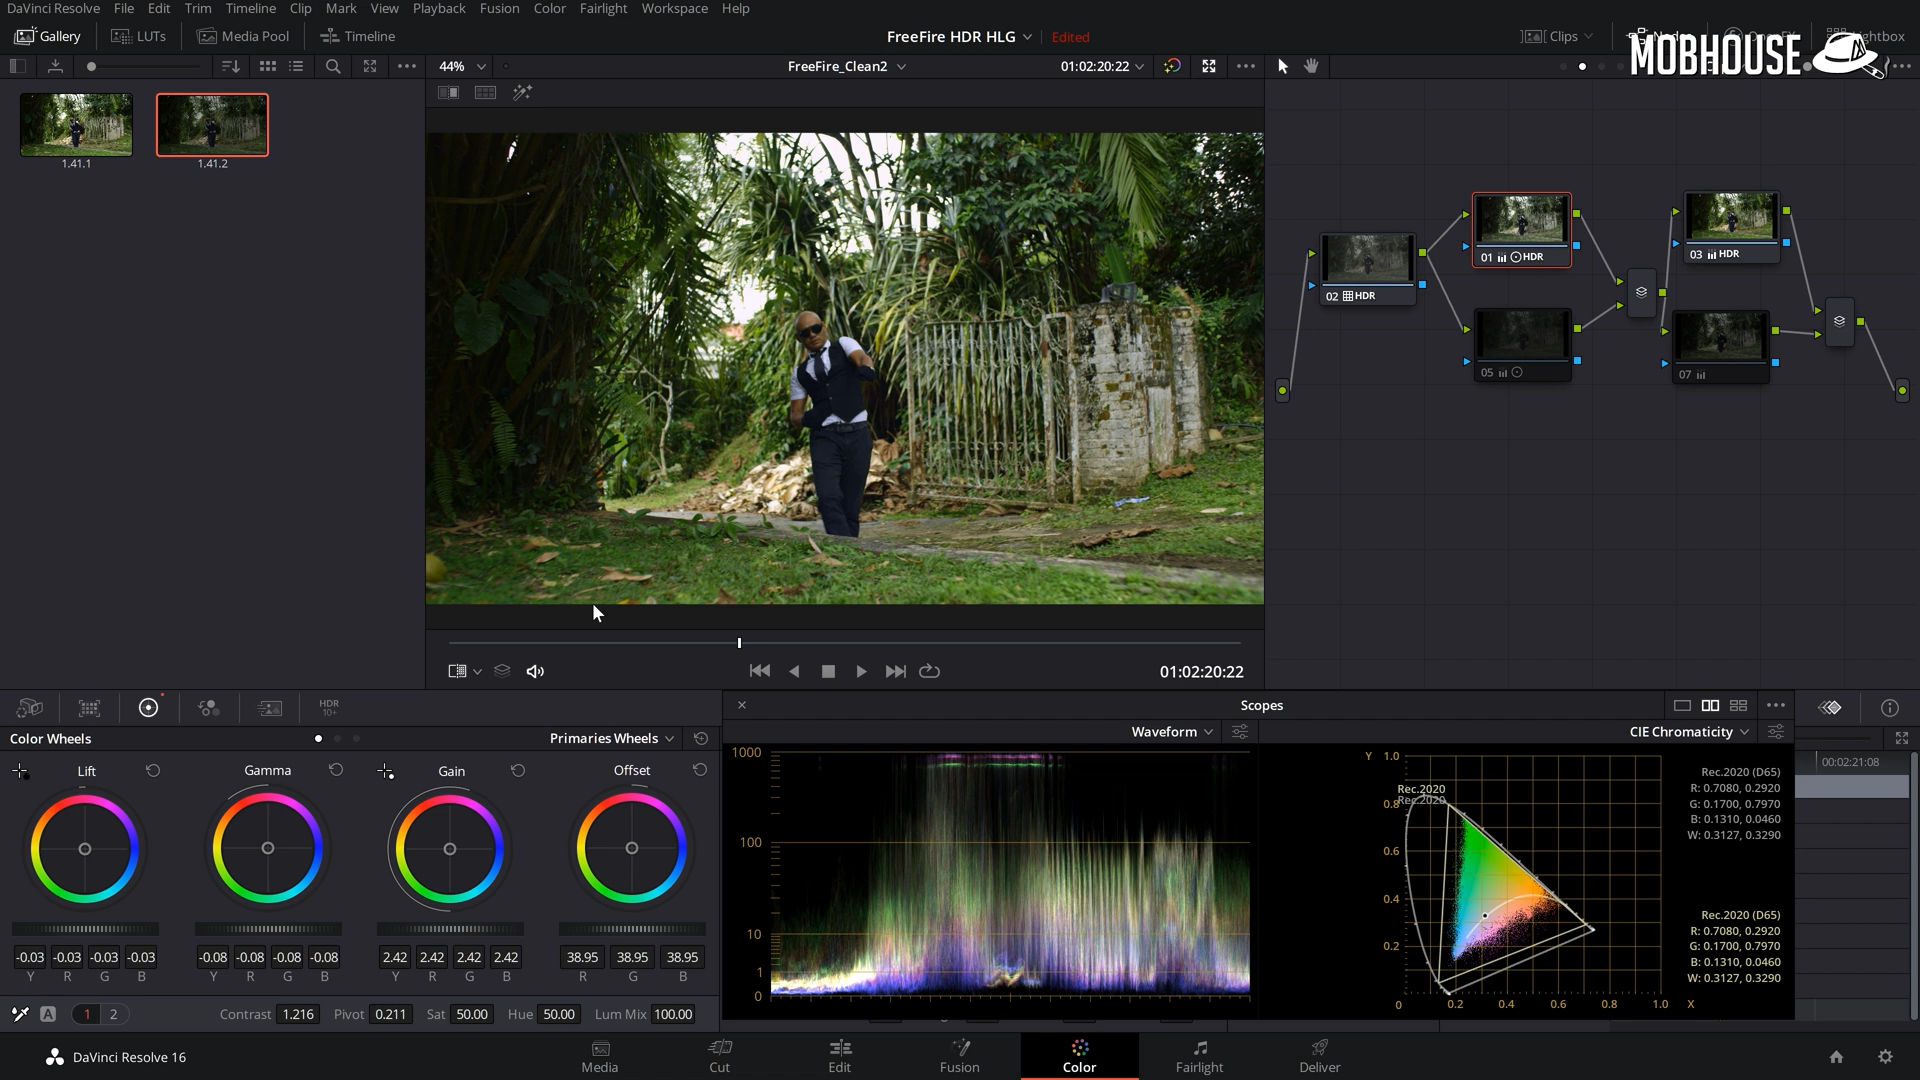 DaVinci Resolve File Edit Trim Timeline Clip Mark View Playback Fusion Color Fairlight Workspace Help
Gallery LUTs Media Pool Timeline FreeFire HDR HLG Edited Clips
MOBHOUSE
44% FreeFire_Clean2 01:02:20:22
1.41.1 1.41.2
01 HDR
03 HDR
02 HDR
05
07
01:02:20:22
HDR
10+
Scopes
Color Wheels Primaries Wheels
Waveform CIE Chromaticity
Lift Gamma Gain Offset
1000
100
10
1
0
Y 1.0
0.8
0.6
0.4
0.2
0 0.2 0.4 0.6 0.8 1.0 X
Rec.2020
Rec.2020
Rec.2020 (D65)
R: 0.7080, 0.2920
G: 0.1700, 0.7970
B: 0.1310, 0.0460
W: 0.3127, 0.3290
Rec.2020 (D65)
R: 0.7080, 0.2920
G: 0.1700, 0.7970
B: 0.1310, 0.0460
W: 0.3127, 0.3290
00:02:21:08
-0.03 -0.03 -0.03 -0.03 -0.08 -0.08 -0.08 -0.08 2.42 2.42 2.42 2.42 38.95 38.95 38.95
Y R G B Y R G B Y R G B R G B
A 1 2 Contrast 1.216 Pivot 0.211 Sat 50.00 Hue 50.00 Lum Mix 100.00
DaVinci Resolve 16
Media Cut Edit Fusion Color Fairlight Deliver